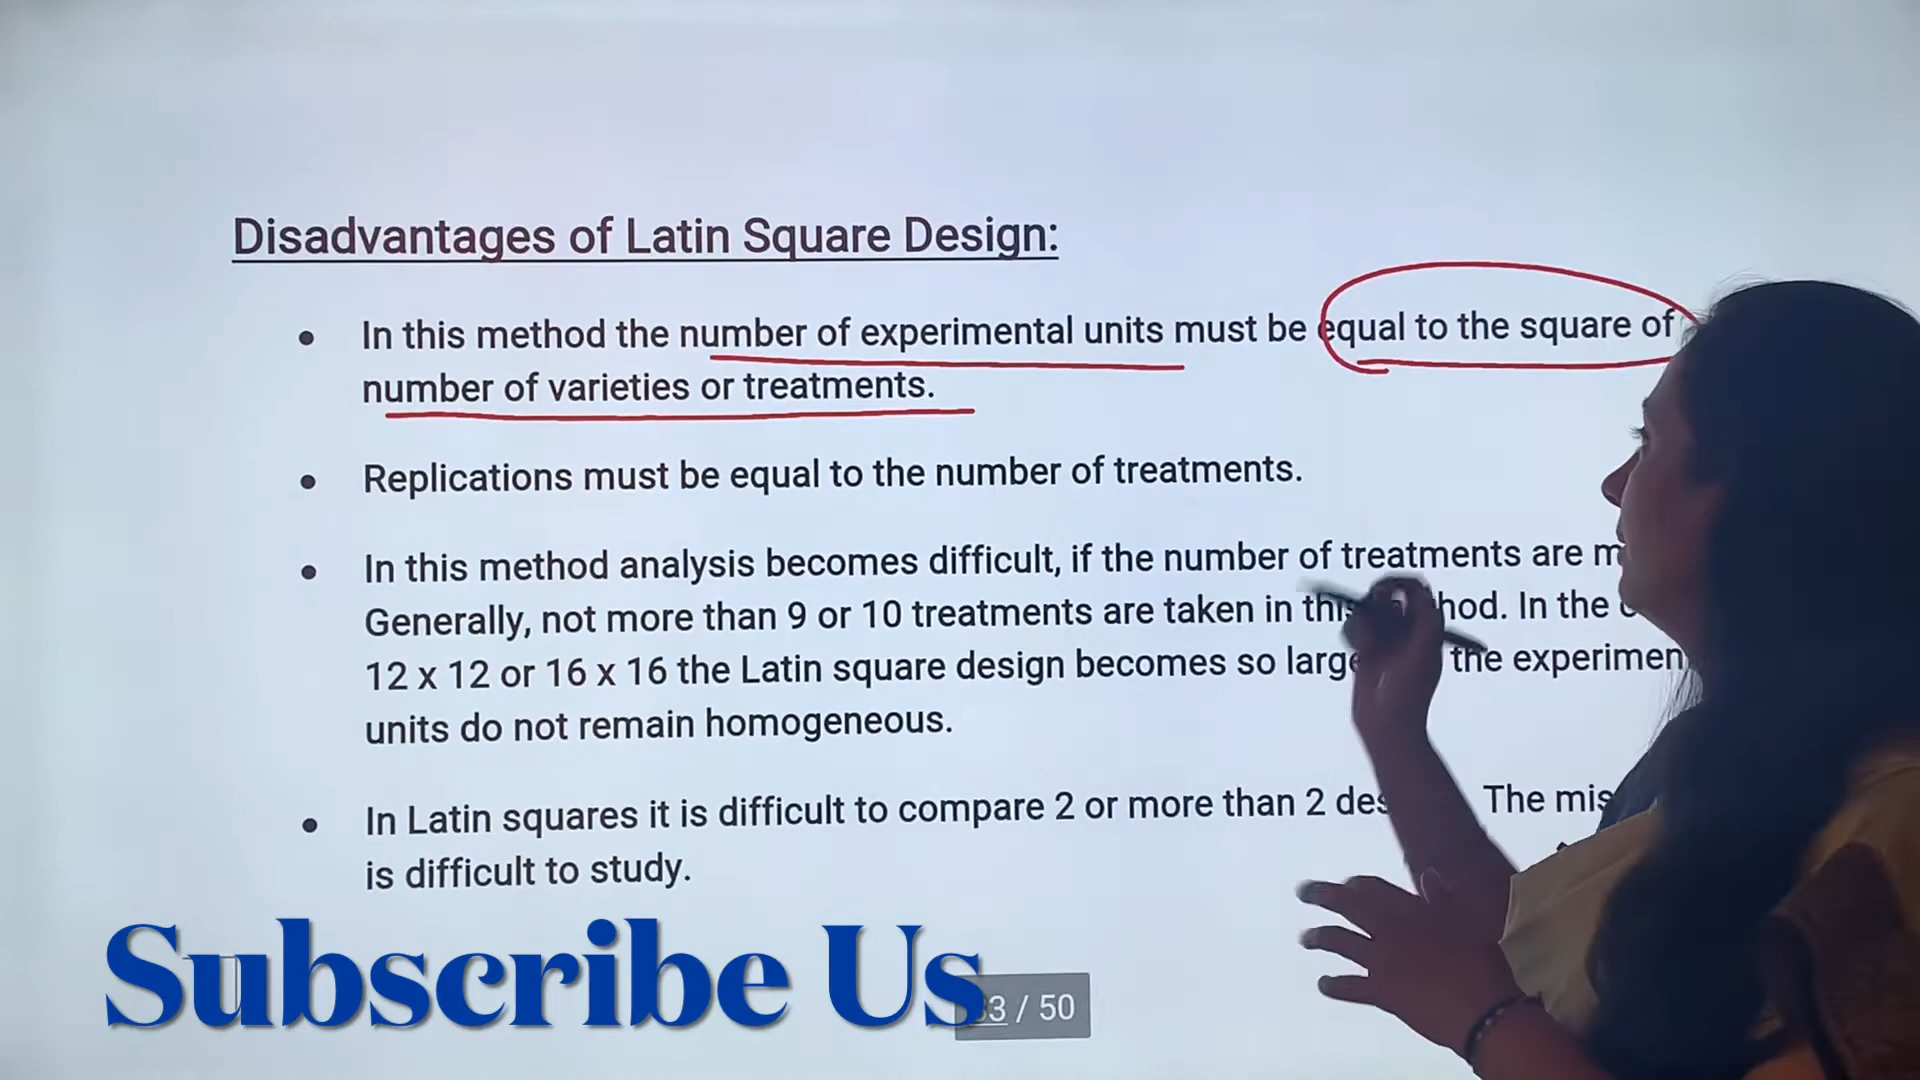 Disadvantages of Latin Square Design:
• In this method the number of experimental units must be equal to the square of
number of varieties or treatments.
• Replications must be equal to the number of treatments.
• In this method analysis becomes difficult, if the number of treatments are
Generally, not more than 9 or 10 treatments are taken in In the
12 x 12 or 16 x 16 the Latin square design becomes so large the
units do not remain homogeneous.
• In Latin squares it is difficult to compare 2 or more than 2 The
is difficult to study.
Subscribe Us
/ 50